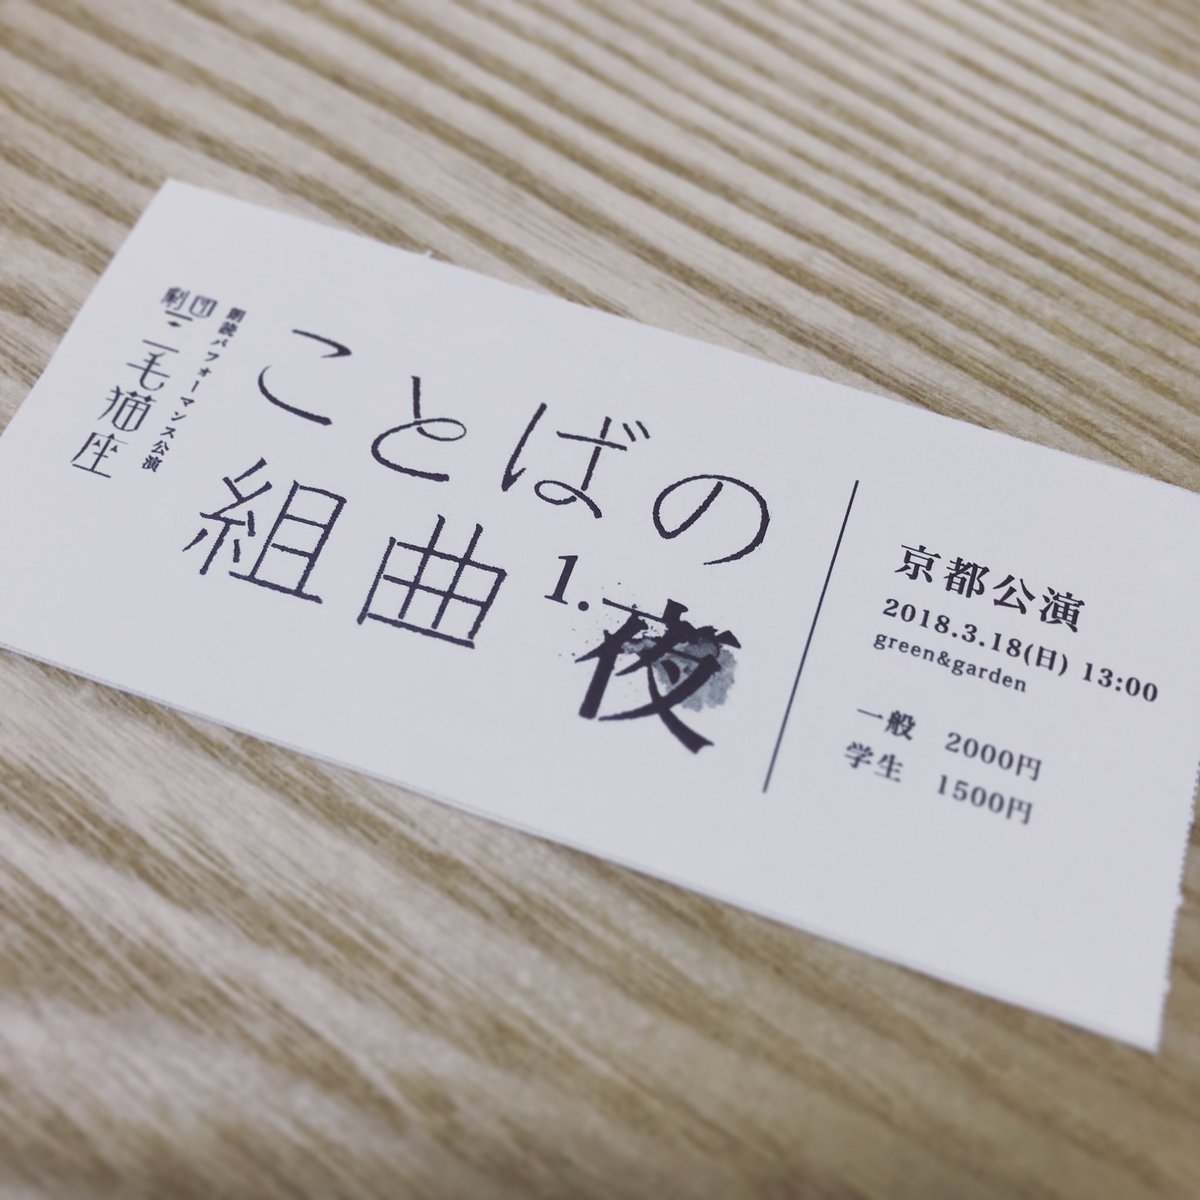 朗読パフォーマンス公演
劇団
二毛猫座
ことばの
組曲 1.夜
京都公演
2018.3.18(日) 13:00
green&garden
一般 2000円
学生 1500円